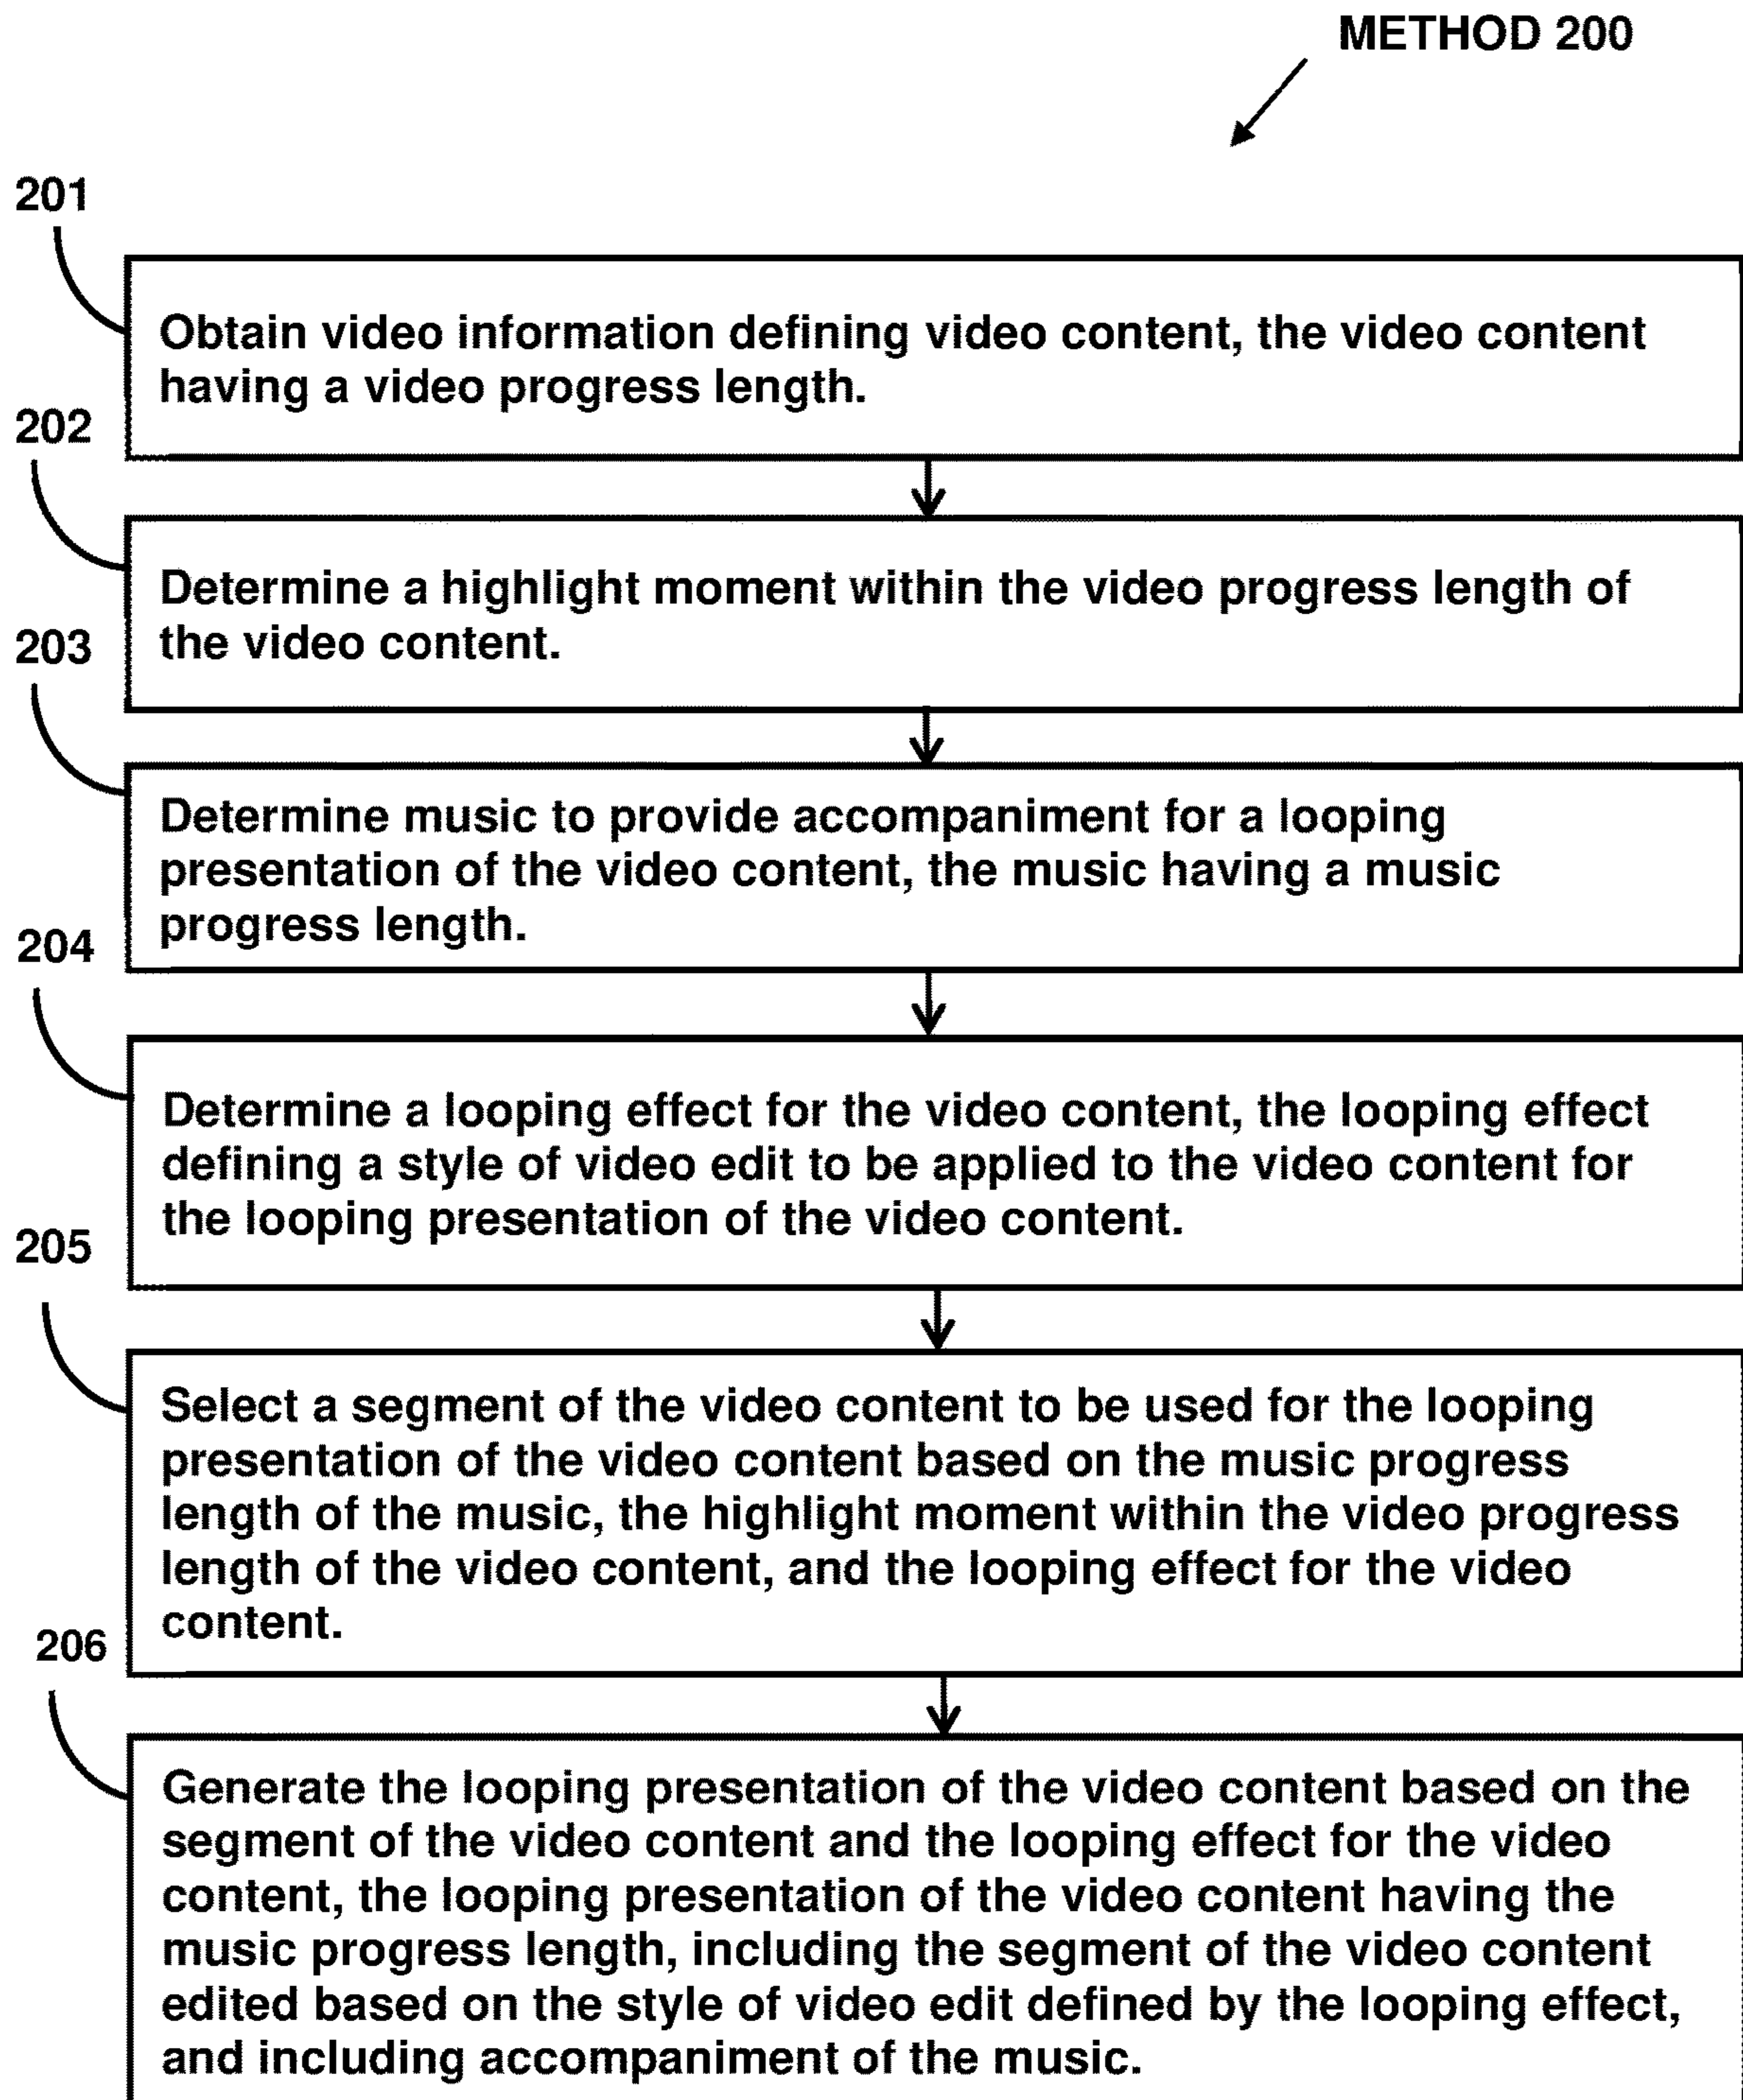 METHOD 200
201
Obtain video information defining video content, the video content
having a video progress length.
202
Determine a highlight moment within the video progress length of
the video content.
203
Determine music to provide accompaniment for a looping
presentation of the video content, the music having a music
progress length.
204
Determine a looping effect for the video content, the looping effect
defining a style of video edit to be applied to the video content for
the looping presentation of the video content.
205
Select a segment of the video content to be used for the looping
presentation of the video content based on the music progress
length of the music, the highlight moment within the video progress
length of the video content, and the looping effect for the video
content.
206
Generate the looping presentation of the video content based on the
segment of the video content and the looping effect for the video
content, the looping presentation of the video content having the
music progress length, including the segment of the video content
edited based on the style of video edit defined by the looping effect,
and including accompaniment of the music.